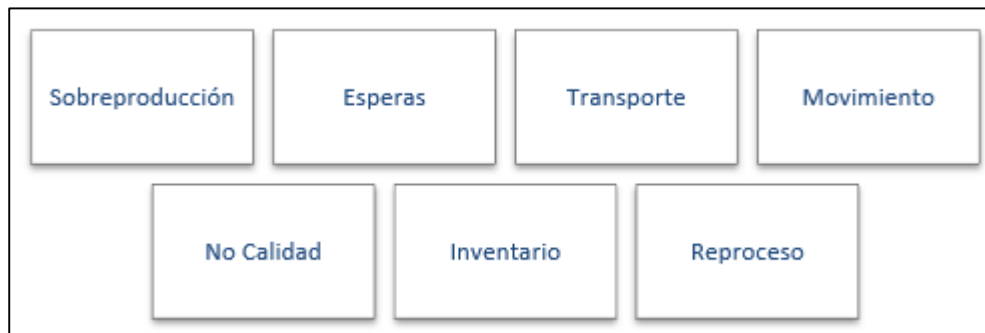 Sobreproducción
Esperas
Transporte
Movimiento
No Calidad
Inventario
Reproceso